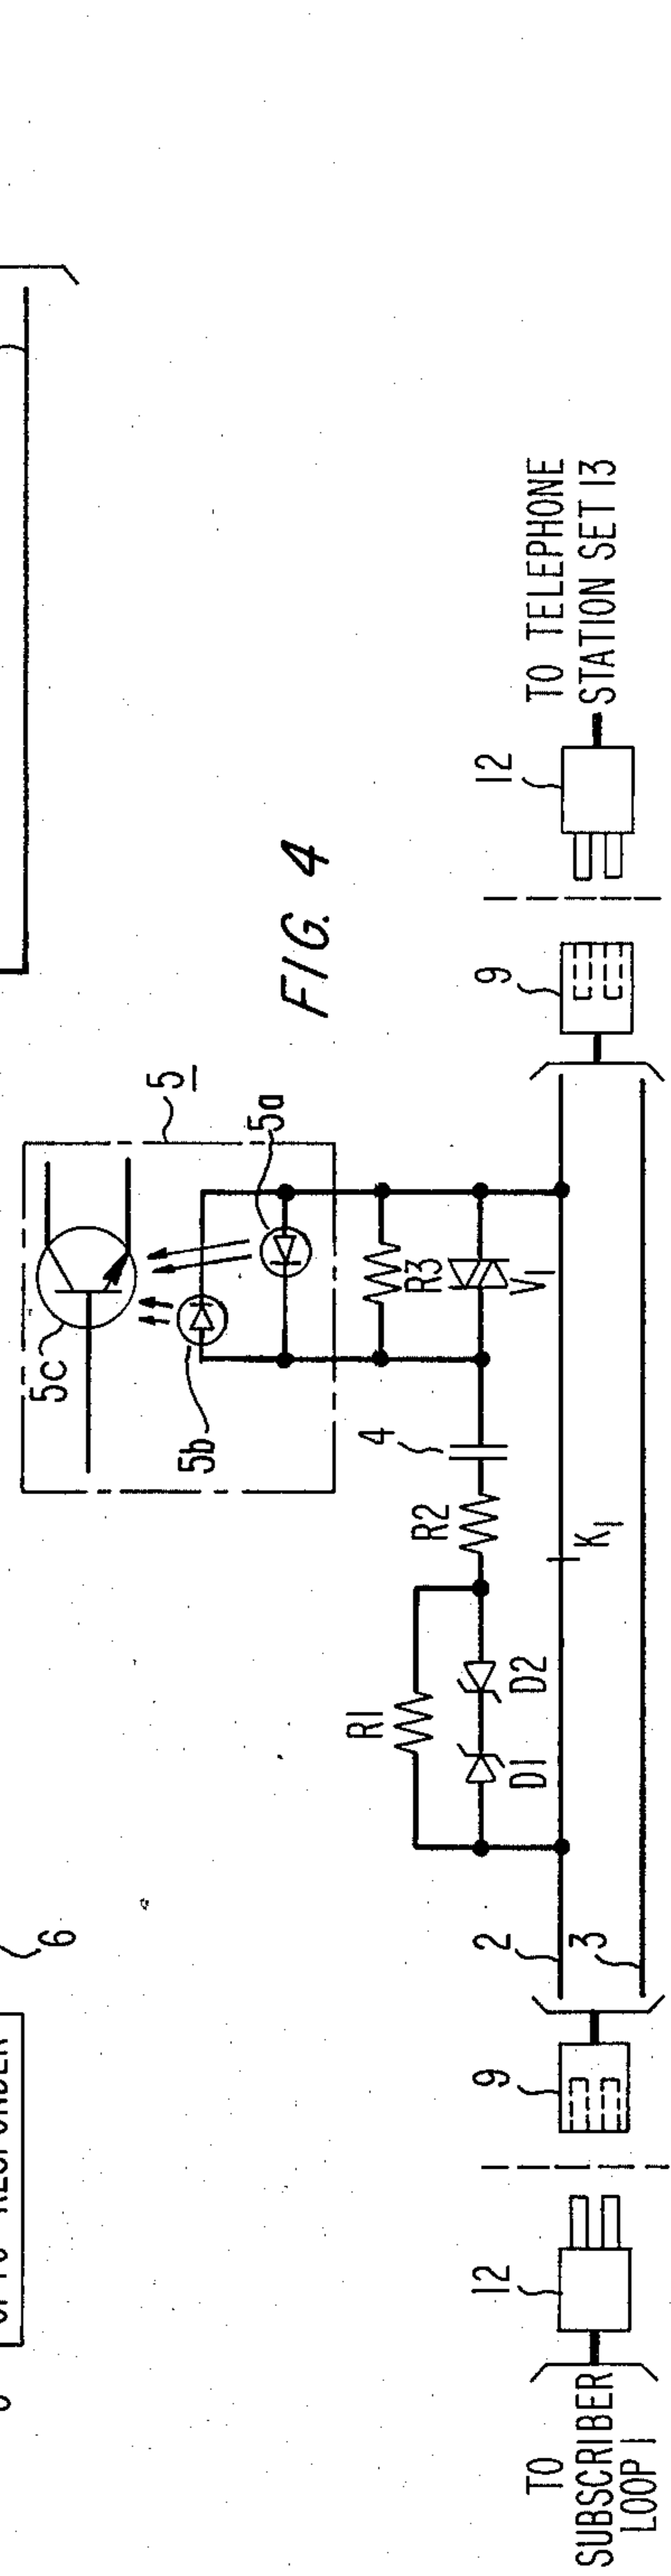 6
FIG. 4
5
5c
5b
5a
4
R1
R2
R3
D1
D2
V1
K1
2
3
12
9
9
12
TO
SUBSCRIBER
LOOP 1
TO TELEPHONE
STATION SET 13